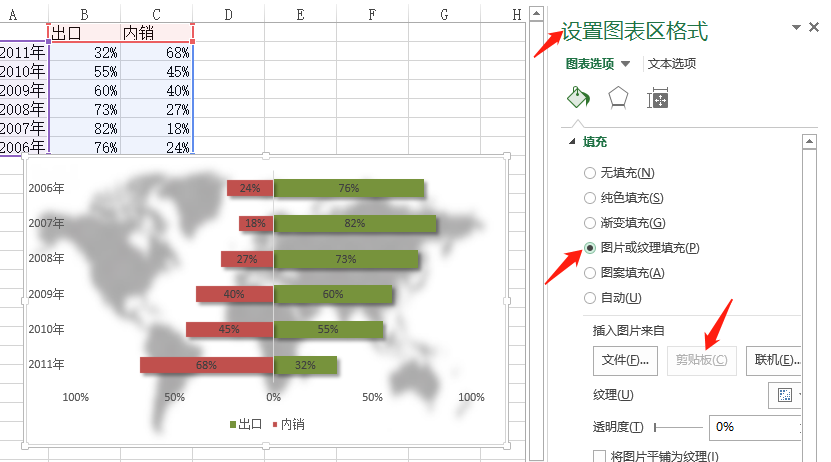 A B C D E F G H
出口 内销
2011年 32% 68%
2010年 55% 45%
2009年 60% 40%
2008年 73% 27%
2007年 82% 18%
2006年 76% 24%
2006年 24% 76%
2007年 18% 82%
2008年 27% 73%
2009年 40% 60%
2010年 45% 55%
2011年 68% 32%
100% 50% 0% 50% 100%
出口 内销
设置图表区格式
图表选项 文本选项
填充
无填充(N)
纯色填充(S)
渐变填充(G)
图片或纹理填充(P)
图案填充(A)
自动(U)
插入图片来自
文件(F)... 剪贴板(C) 联机(E)...
纹理(U)
透明度(T) 0%
将图片平铺为纹理(I)